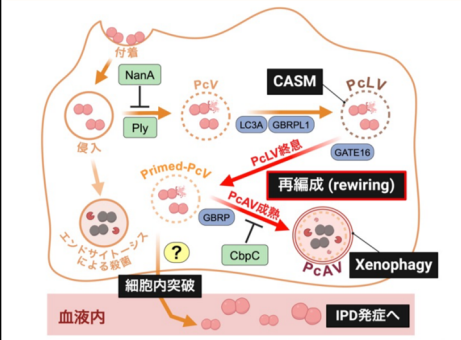 付着
NanA
PcV
CASM
PcLV
侵入
Ply
LC3A
GBRPL1
GATE16
PcLV終息
Primed-PcV
再編成 (rewiring)
PcAV成熟
GBRP
エンドサイトーシス
による殺菌
?
CbpC
PcAV
Xenophagy
細胞内突破
血液内
IPD発症へ